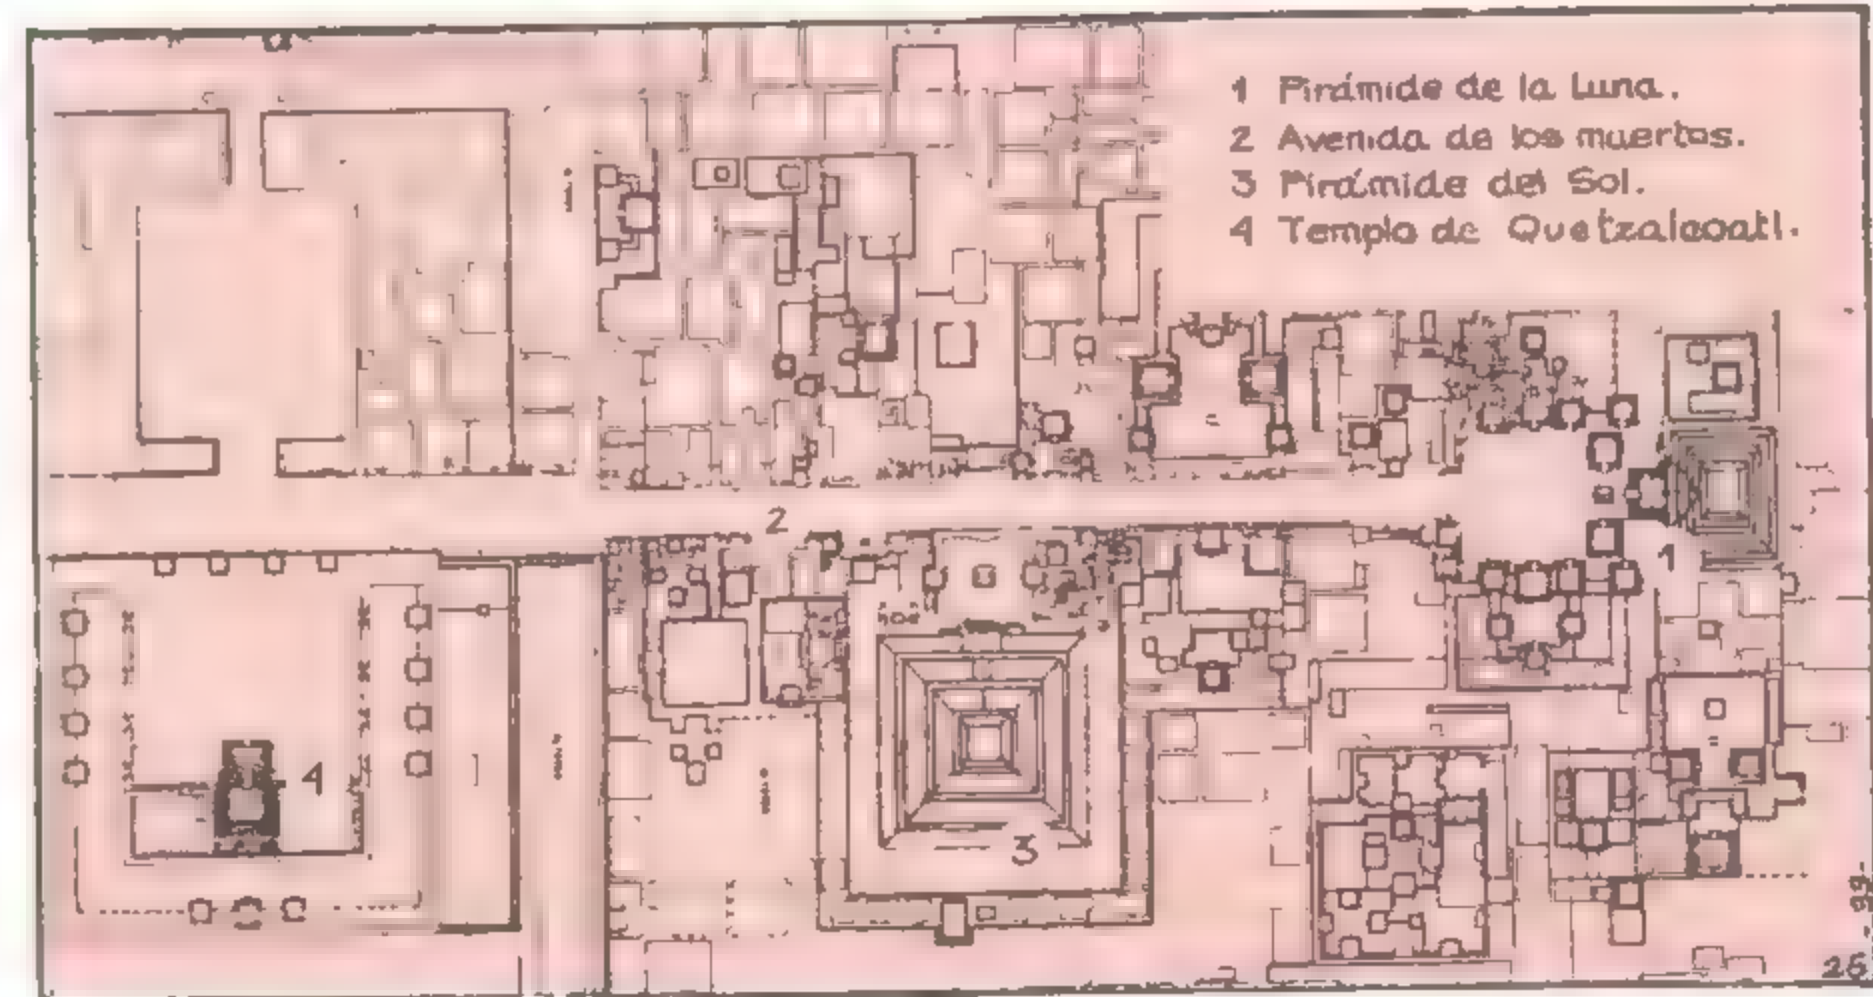 1 Pirámide de la Luna.
2 Avenida de los muertos.
3 Pirámide del Sol.
4 Templo de Quetzalcoatl.
2
1
4
3
26